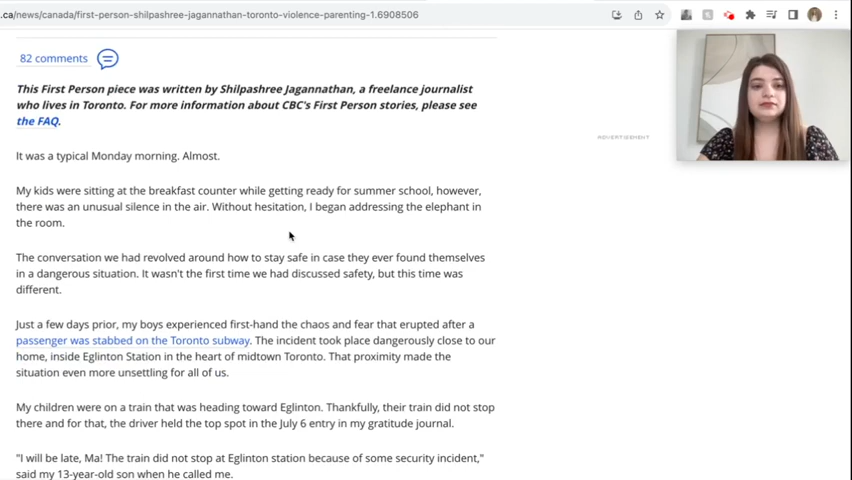 .ca/news/canada/first-person-shilpashree-jagannathan-toronto-violence-parenting-1.6908506
82 comments
This First Person piece was written by Shilpashree Jagannathan, a freelance journalist
who lives in Toronto. For more information about CBC's First Person stories, please see
the FAQ.
ADVERTISEMENT
It was a typical Monday morning. Almost.
My kids were sitting at the breakfast counter while getting ready for summer school, however,
there was an unusual silence in the air. Without hesitation, I began addressing the elephant in
the room.
The conversation we had revolved around how to stay safe in case they ever found themselves
in a dangerous situation. It wasn't the first time we had discussed safety, but this time was
different.
Just a few days prior, my boys experienced first-hand the chaos and fear that erupted after a
passenger was stabbed on the Toronto subway. The incident took place dangerously close to our
home, inside Eglinton Station in the heart of midtown Toronto. That proximity made the
situation even more unsettling for all of us.
My children were on a train that was heading toward Eglinton. Thankfully, their train did not stop
there and for that, the driver held the top spot in the July 6 entry in my gratitude journal.
"I will be late, Ma! The train did not stop at Eglinton station because of some security incident,"
said my 13-year-old son when he called me.